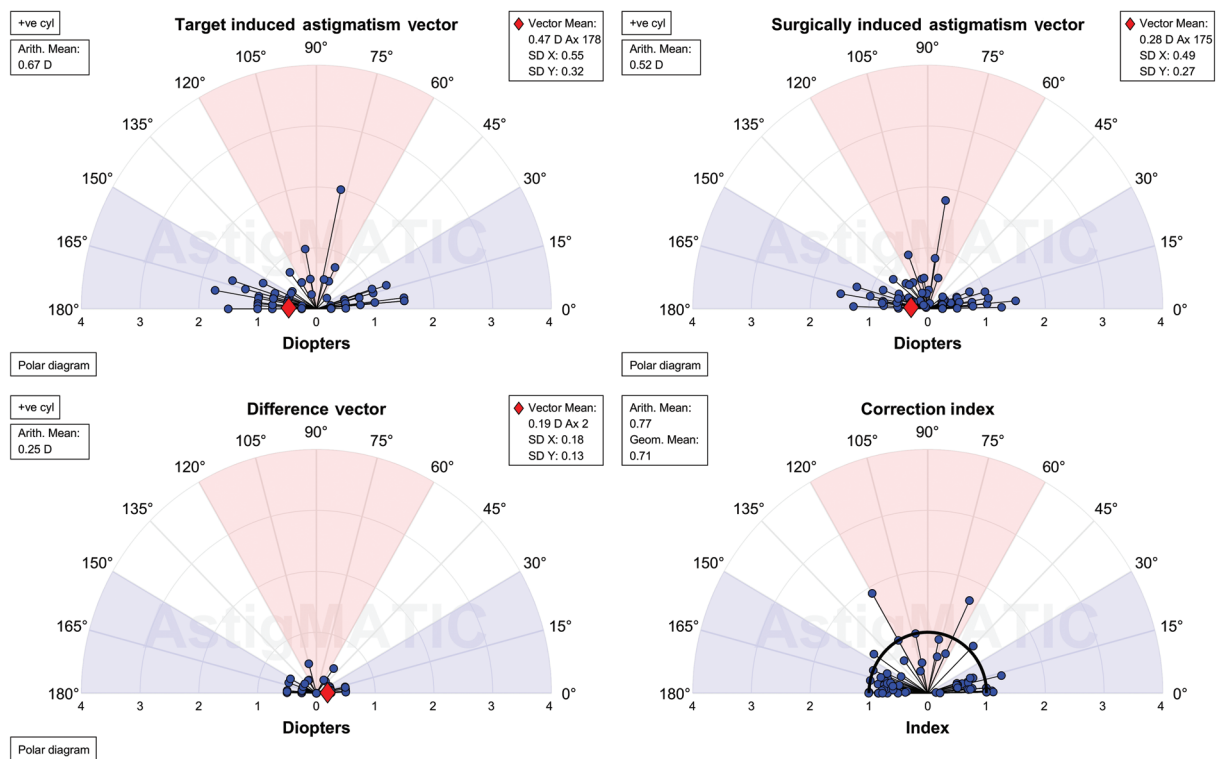 +ve cyl
Target induced astigmatism vector
Arith. Mean:
0.67 D
Vector Mean:
0.47 D Ax 178
SD X: 0.55
SD Y: 0.32
90°
105°
75°
120°
60°
135°
45°
150°
30°
165°
15°
180°
0°
AstigMATIC
4
3
2
1
0
1
2
3
4
Diopters
Polar diagram
+ve cyl
Surgically induced astigmatism vector
Arith. Mean:
0.52 D
Vector Mean:
0.28 D Ax 175
SD X: 0.49
SD Y: 0.27
90°
105°
75°
120°
60°
135°
45°
150°
30°
165°
15°
180°
0°
AstigMATIC
4
3
2
1
0
1
2
3
4
Diopters
Polar diagram
+ve cyl
Difference vector
Arith. Mean:
0.25 D
Vector Mean:
0.19 D Ax 2
SD X: 0.18
SD Y: 0.13
90°
105°
75°
120°
60°
135°
45°
150°
30°
165°
15°
180°
0°
AstigMATIC
4
3
2
1
0
1
2
3
4
Diopters
Polar diagram
Arith. Mean:
0.77
Geom. Mean:
0.71
Correction index
90°
105°
75°
120°
60°
135°
45°
150°
30°
165°
15°
180°
0°
AstigMATIC
4
3
2
1
0
1
2
3
4
Index